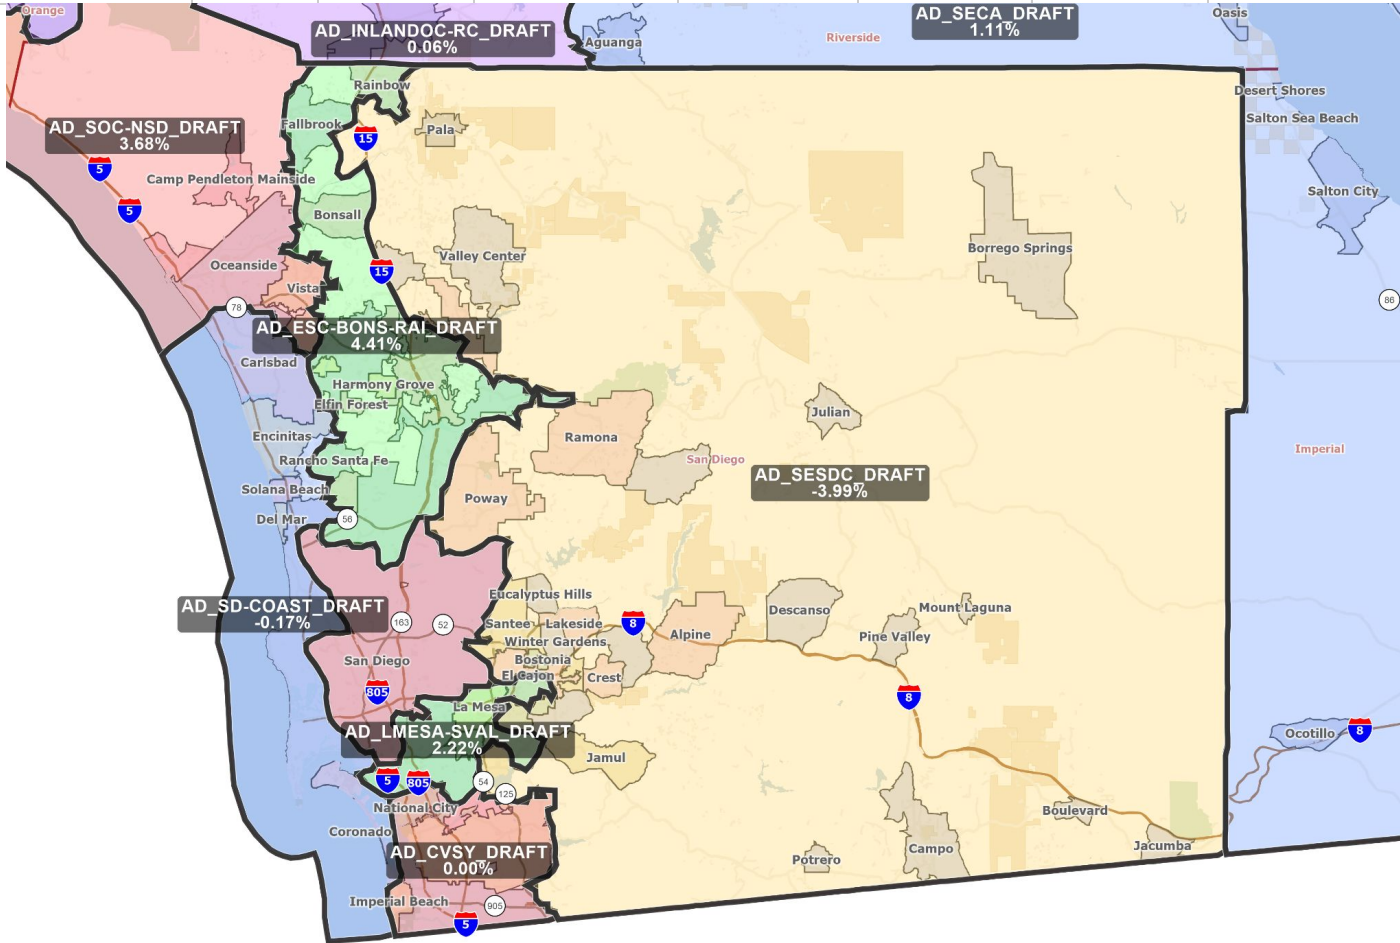 Orange
AD_INLANDOC-RC_DRAFT
0.06%
Aguanga
Riverside
AD_SECA_DRAFT
1.11%
Oasis
Desert Shores
Salton Sea Beach
Salton City
86
Imperial
Ocotillo
8
AD_SOC-NSD_DRAFT
3.68%
5
5
Camp Pendleton Mainside
Oceanside
Vista
78
Rainbow
Fallbrook
15
Pala
Bonsall
15
Valley Center
Borrego Springs
AD_ESC-BONS-RAI_DRAFT
4.41%
Carlsbad
Harmony Grove
Elfin Forest
Encinitas
Rancho Santa Fe
Solana Beach
Del Mar
56
Ramona
Poway
Julian
San Diego
AD_SESDC_DRAFT
-3.99%
AD_SD-COAST_DRAFT
-0.17%
163
52
San Diego
805
Eucalyptus Hills
Santee
Lakeside
Winter Gardens
Bostonia
El Cajon
Crest
8
Alpine
Descanso
Mount Laguna
Pine Valley
8
La Mesa
AD_LMESA-SVAL_DRAFT
2.22%
5
805
54
125
Jamul
National City
Coronado
AD_CVSY_DRAFT
0.00%
Imperial Beach
905
5
Potrero
Campo
Boulevard
Jacumba